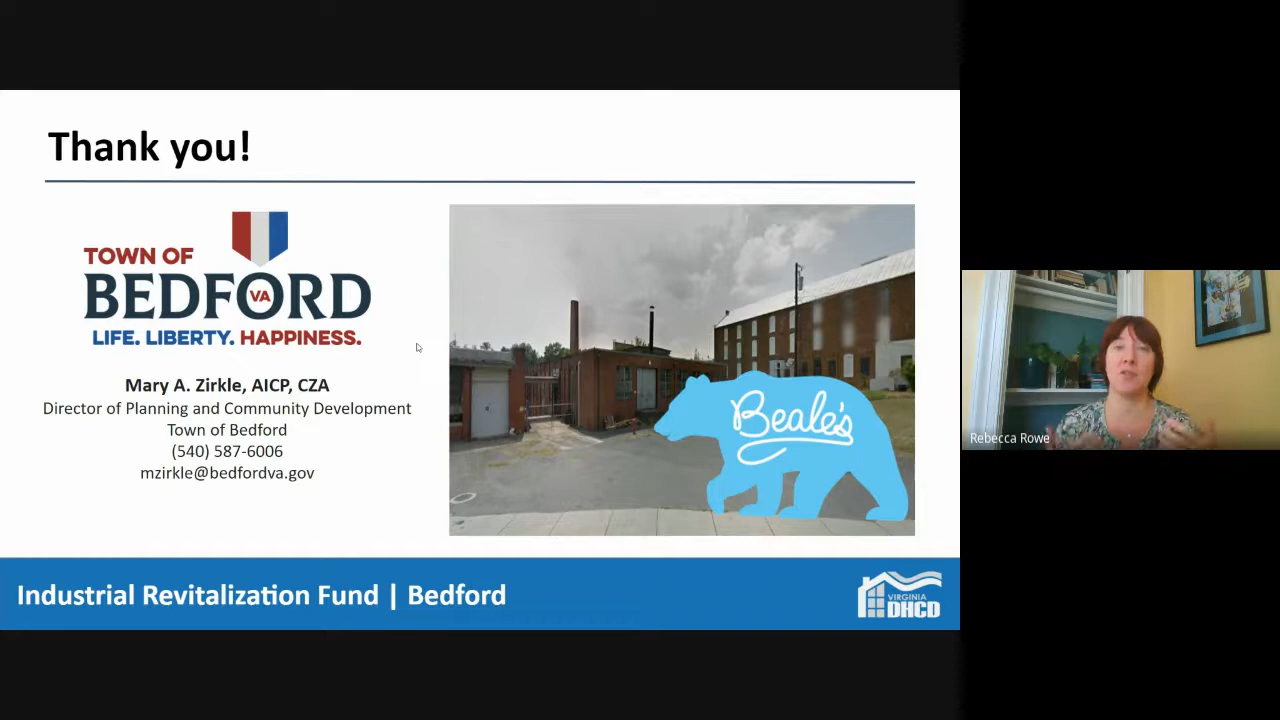 Thank you!
TOWN OF
BEDFORD
VA
LIFE. LIBERTY. HAPPINESS.
Mary A. Zirkle, AICP, CZA
Director of Planning and Community Development
Town of Bedford
(540) 587-6006
mzirkle@bedfordva.gov
Beale's
Industrial Revitalization Fund | Bedford
VIRGINIA
DHCD
Rebecca Rowe